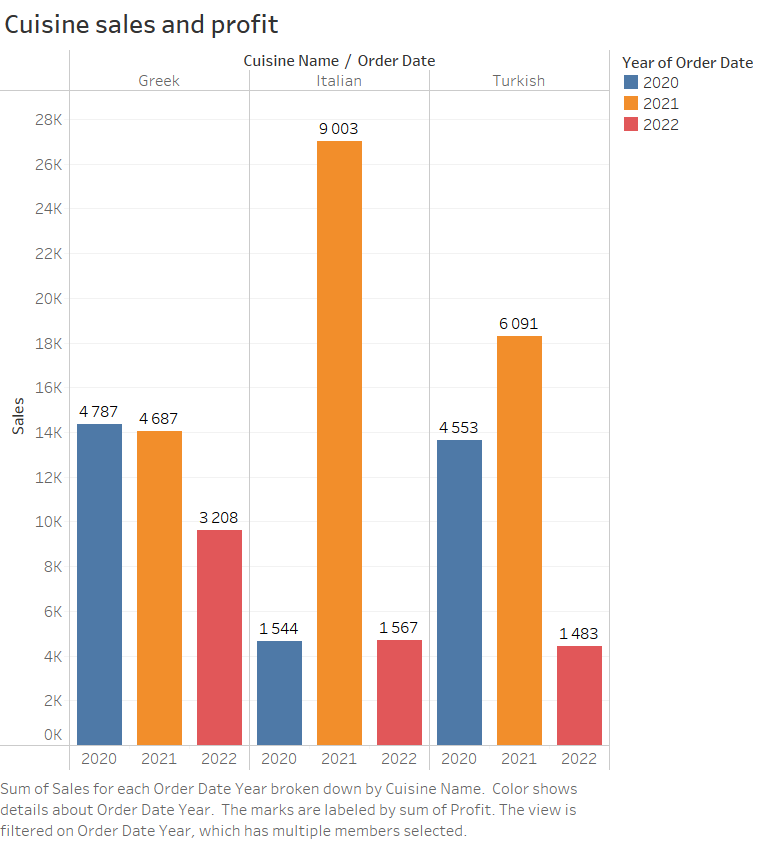 Cuisine sales and profit
Cuisine Name / Order Date
Greek Italian Turkish
Year of Order Date
2020
2021
2022
Sales
28K
26K
24K
22K
20K
18K
16K
14K
12K
10K
8K
6K
4K
2K
0K
4 787
4 687
3 208
1 544
9 003
1 567
4 553
6 091
1 483
2020 2021 2022 2020 2021 2022 2020 2021 2022
Sum of Sales for each Order Date Year broken down by Cuisine Name. Color shows
details about Order Date Year. The marks are labeled by sum of Profit. The view is
filtered on Order Date Year, which has multiple members selected.